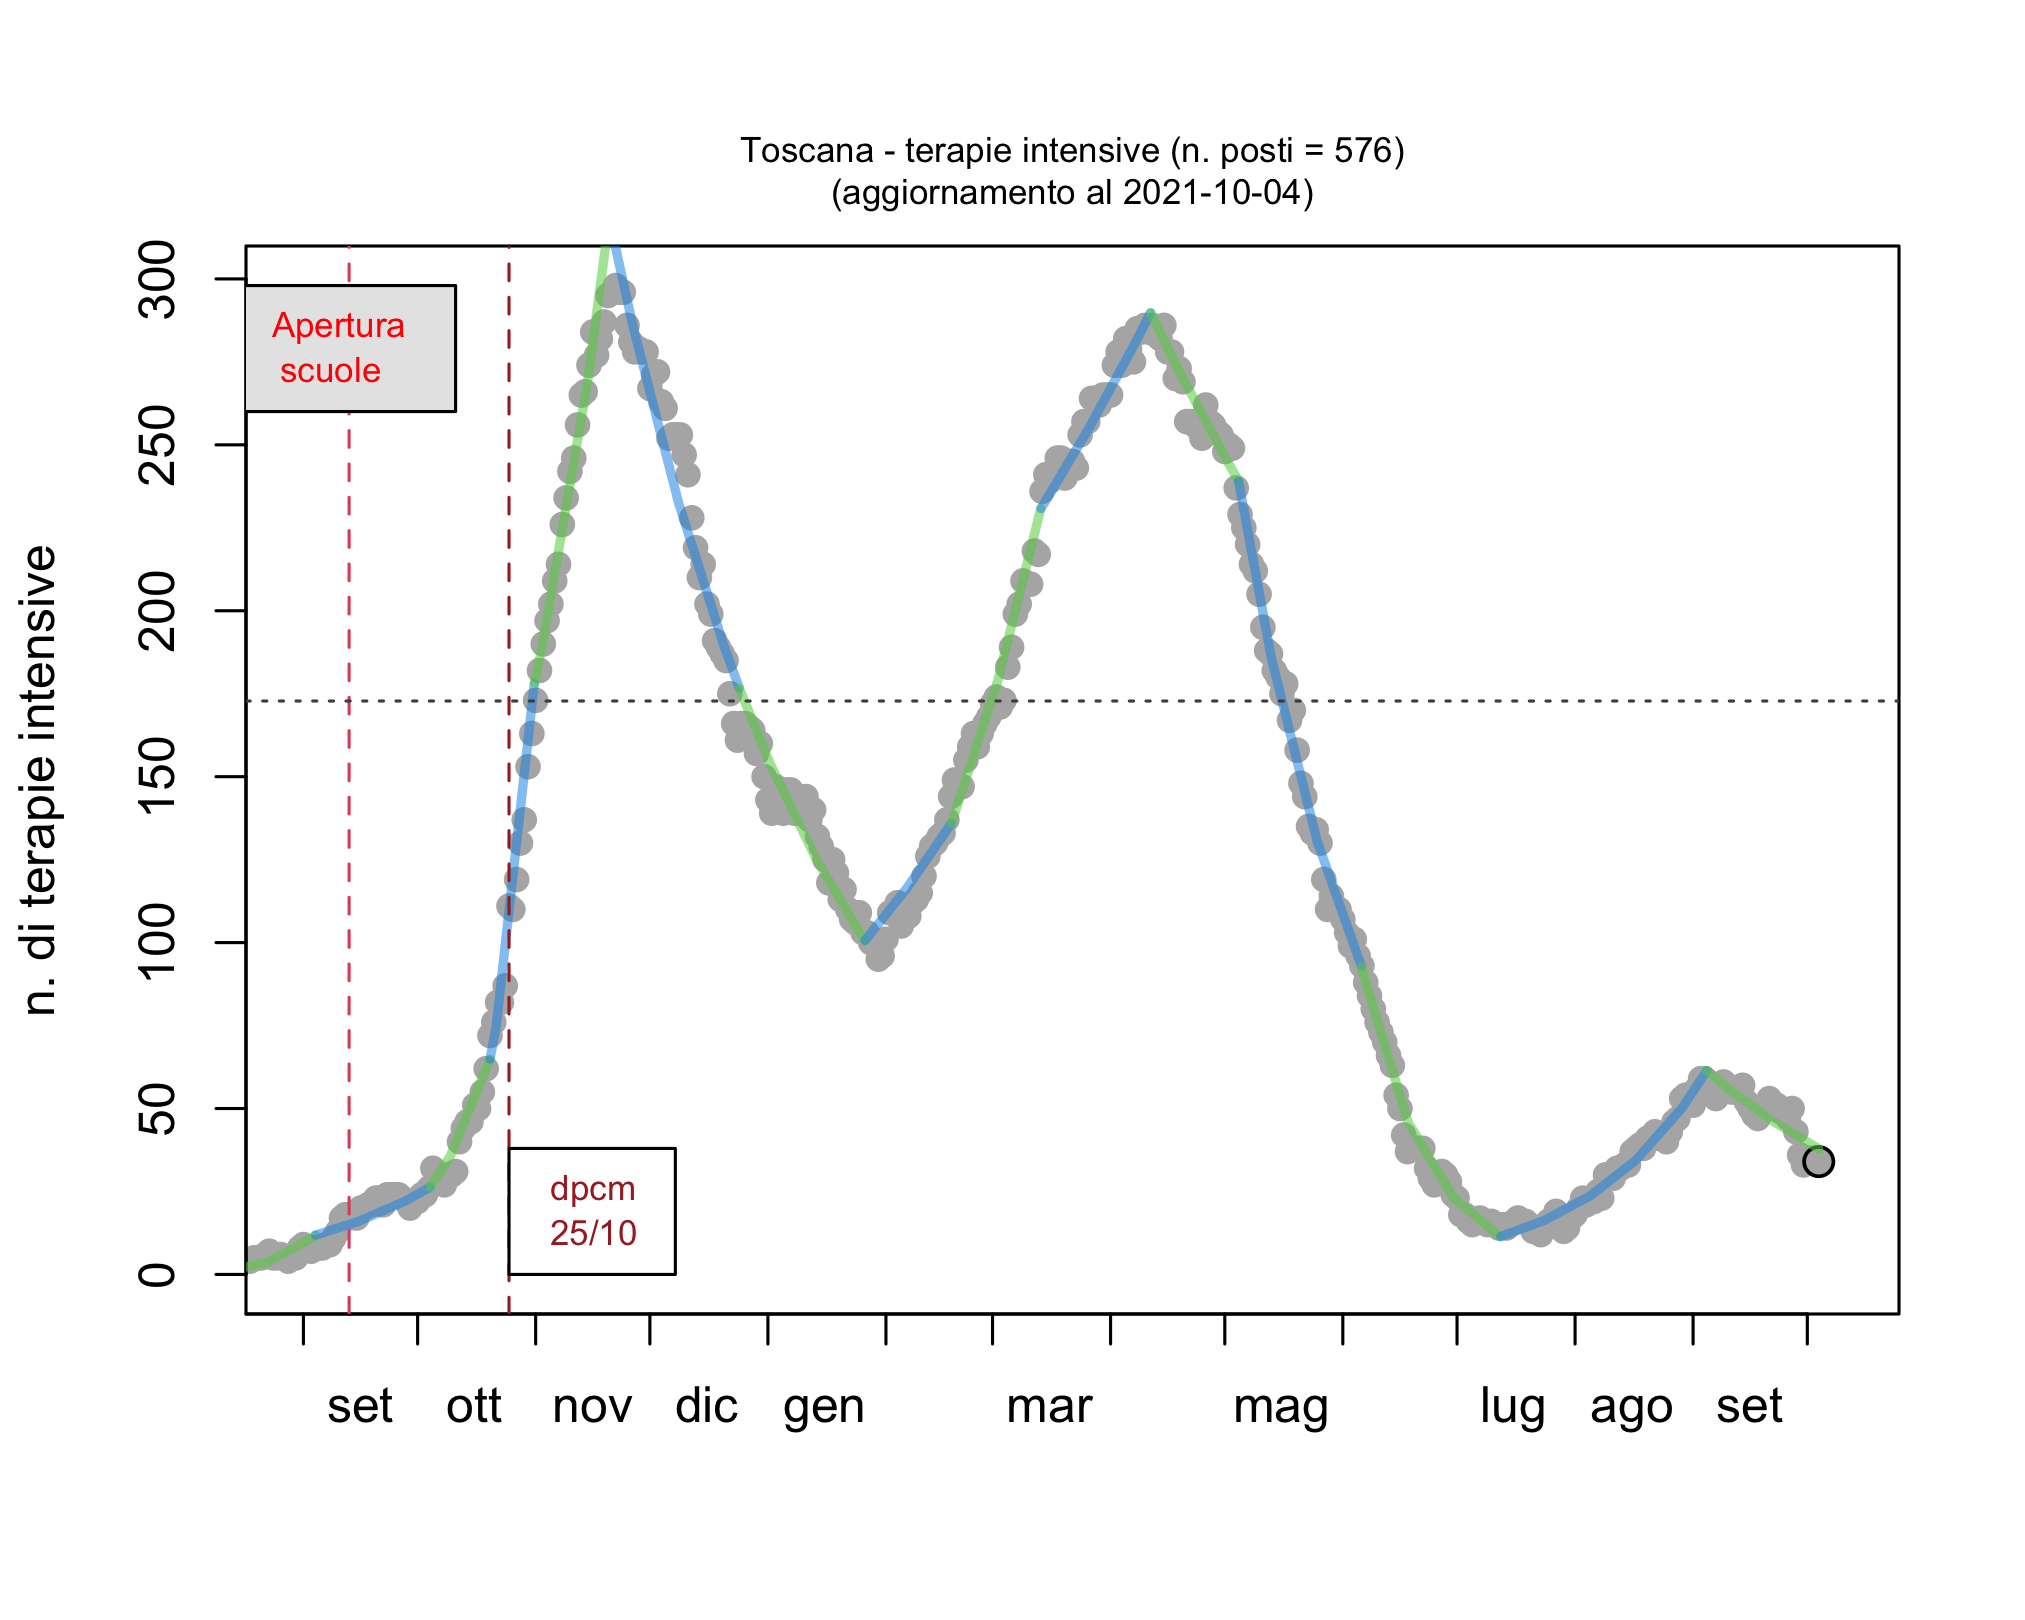 Toscana - terapie intensive (n. posti = 576)
(aggiornamento al 2021-10-04)
n. di terapie intensive
300
250
200
150
100
50
0
Apertura
scuole
dpcm
25/10
set ott nov dic gen mar mag lug ago set